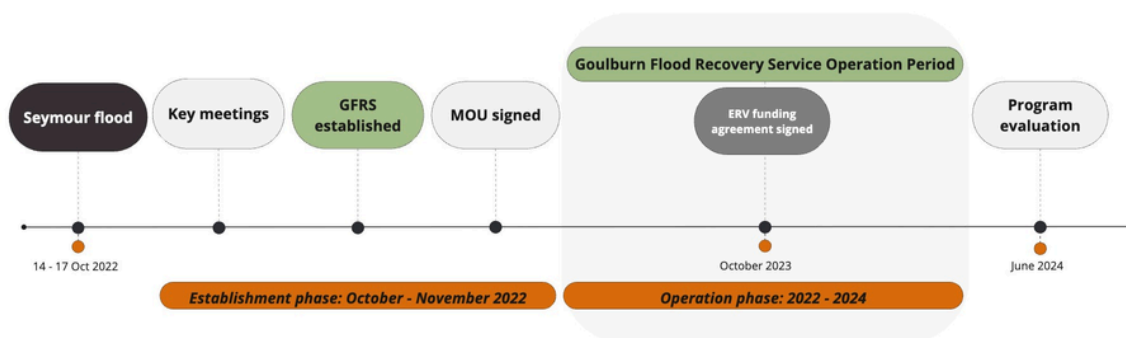 Goulburn Flood Recovery Service Operation Period
Seymour flood
Key meetings
GFRS
established
MOU signed
ERV funding
agreement signed
Program
evaluation
14 - 17 Oct 2022
October 2023
June 2024
Establishment phase: October - November 2022
Operation phase: 2022 - 2024